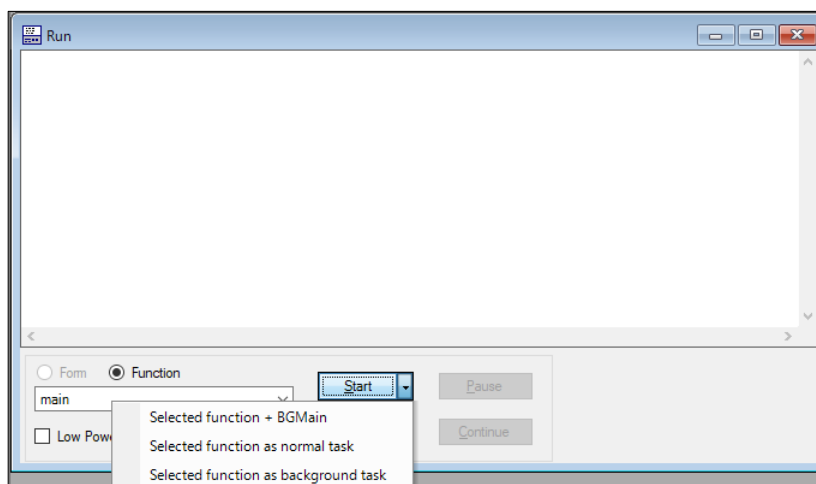 Run
Form Function
Start Pause
main
Selected function + BGMain
Low Pow Continue
Selected function as normal task
Selected function as background task